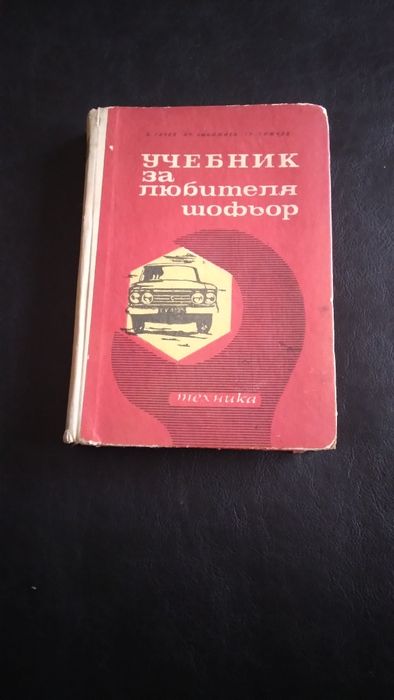 УЧЕБНИК
за
любителя
шофьор
техника